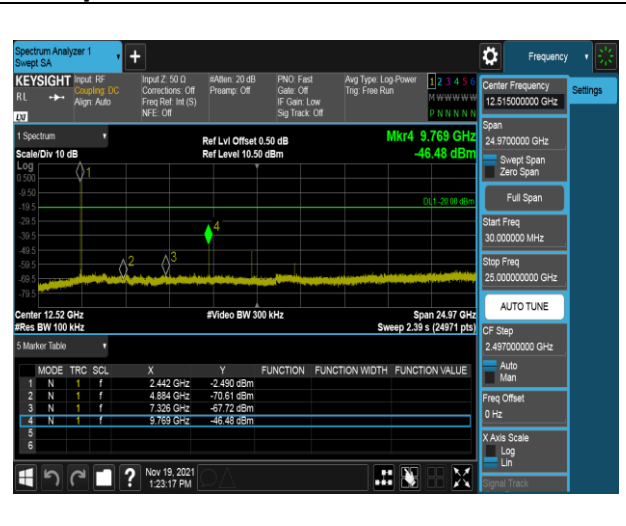 Spectrum Analyzer 1
Swept SA
+
Frequency
KEYSIGHT
RL
LXI
Input: RF
Coupling: DC
Align: Auto
Input Z: 50 Ω
Corrections: Off
Freq Ref: Int (S)
NFE: Off
#Atten: 20 dB
Preamp: Off
PNO: Fast
Gate: Off
IF Gain: Low
Sig Track: Off
Avg Type: Log-Power
Trig: Free Run
1 2 3 4 5 6
M W W W W W
P N N N N N
1 Spectrum
Scale/Div 10 dB
Ref Lvl Offset 0.50 dB
Ref Level 10.50 dBm
Mkr4 9.769 GHz
-46.48 dBm
Log
0.500
-9.50
-19.5
-29.5
-39.5
-49.5
-59.5
-69.5
-79.5
1
2
3
4
DL1 -20.00 dBm
Center 12.52 GHz
#Res BW 100 kHz
#Video BW 300 kHz
Span 24.97 GHz
Sweep 2.39 s (24971 pts)
5 Marker Table
MODE TRC SCL X Y FUNCTION FUNCTION WIDTH FUNCTION VALUE
1 N 1 f 2.442 GHz -2.490 dBm
2 N 1 f 4.884 GHz -70.61 dBm
3 N 1 f 7.326 GHz -67.72 dBm
4 N 1 f 9.769 GHz -46.48 dBm
5
6
?
Nov 19, 2021
1:23:17 PM
Center Frequency
12.515000000 GHz
Settings
Span
24.9700000 GHz
Swept Span
Zero Span
Full Span
Start Freq
30.000000 MHz
Stop Freq
25.000000000 GHz
AUTO TUNE
CF Step
2.497000000 GHz
Auto
Man
Freq Offset
0 Hz
X Axis Scale
Log
Lin
Signal Track